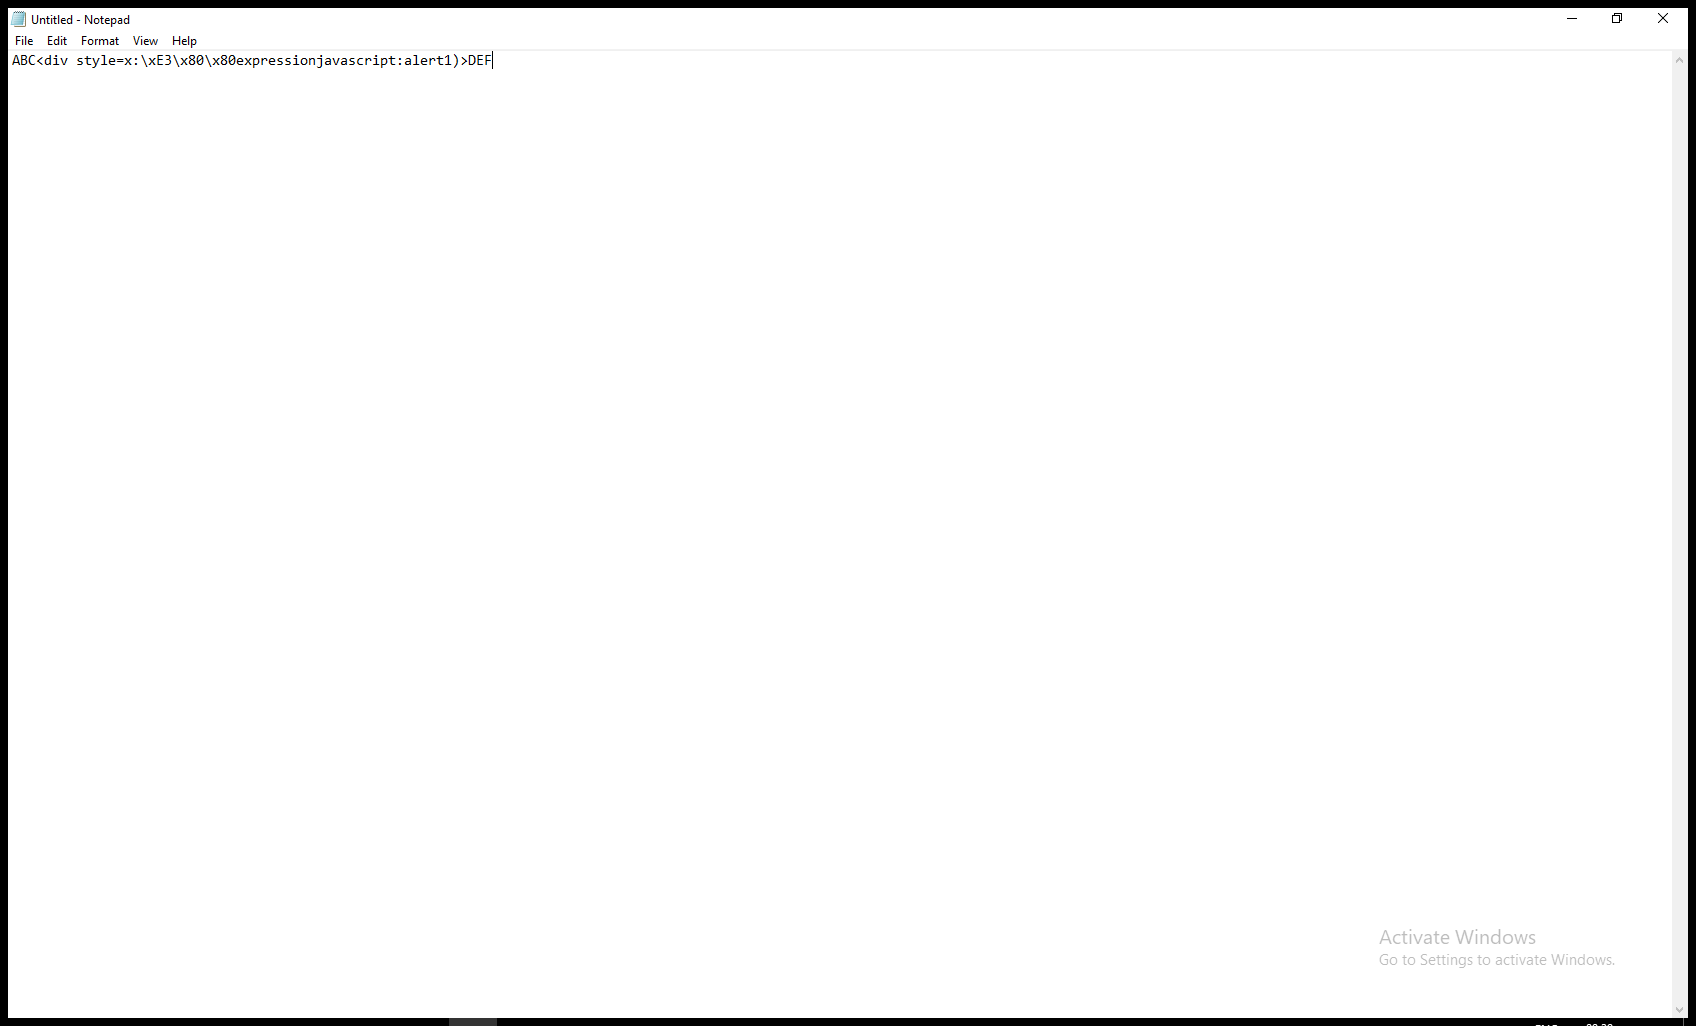 Untitled - Notepad
File Edit Format View Help
ABC<div style=x:\xE3\x80\x80expressionjavascript:alert1)>DEF
Activate Windows
Go to Settings to activate Windows.